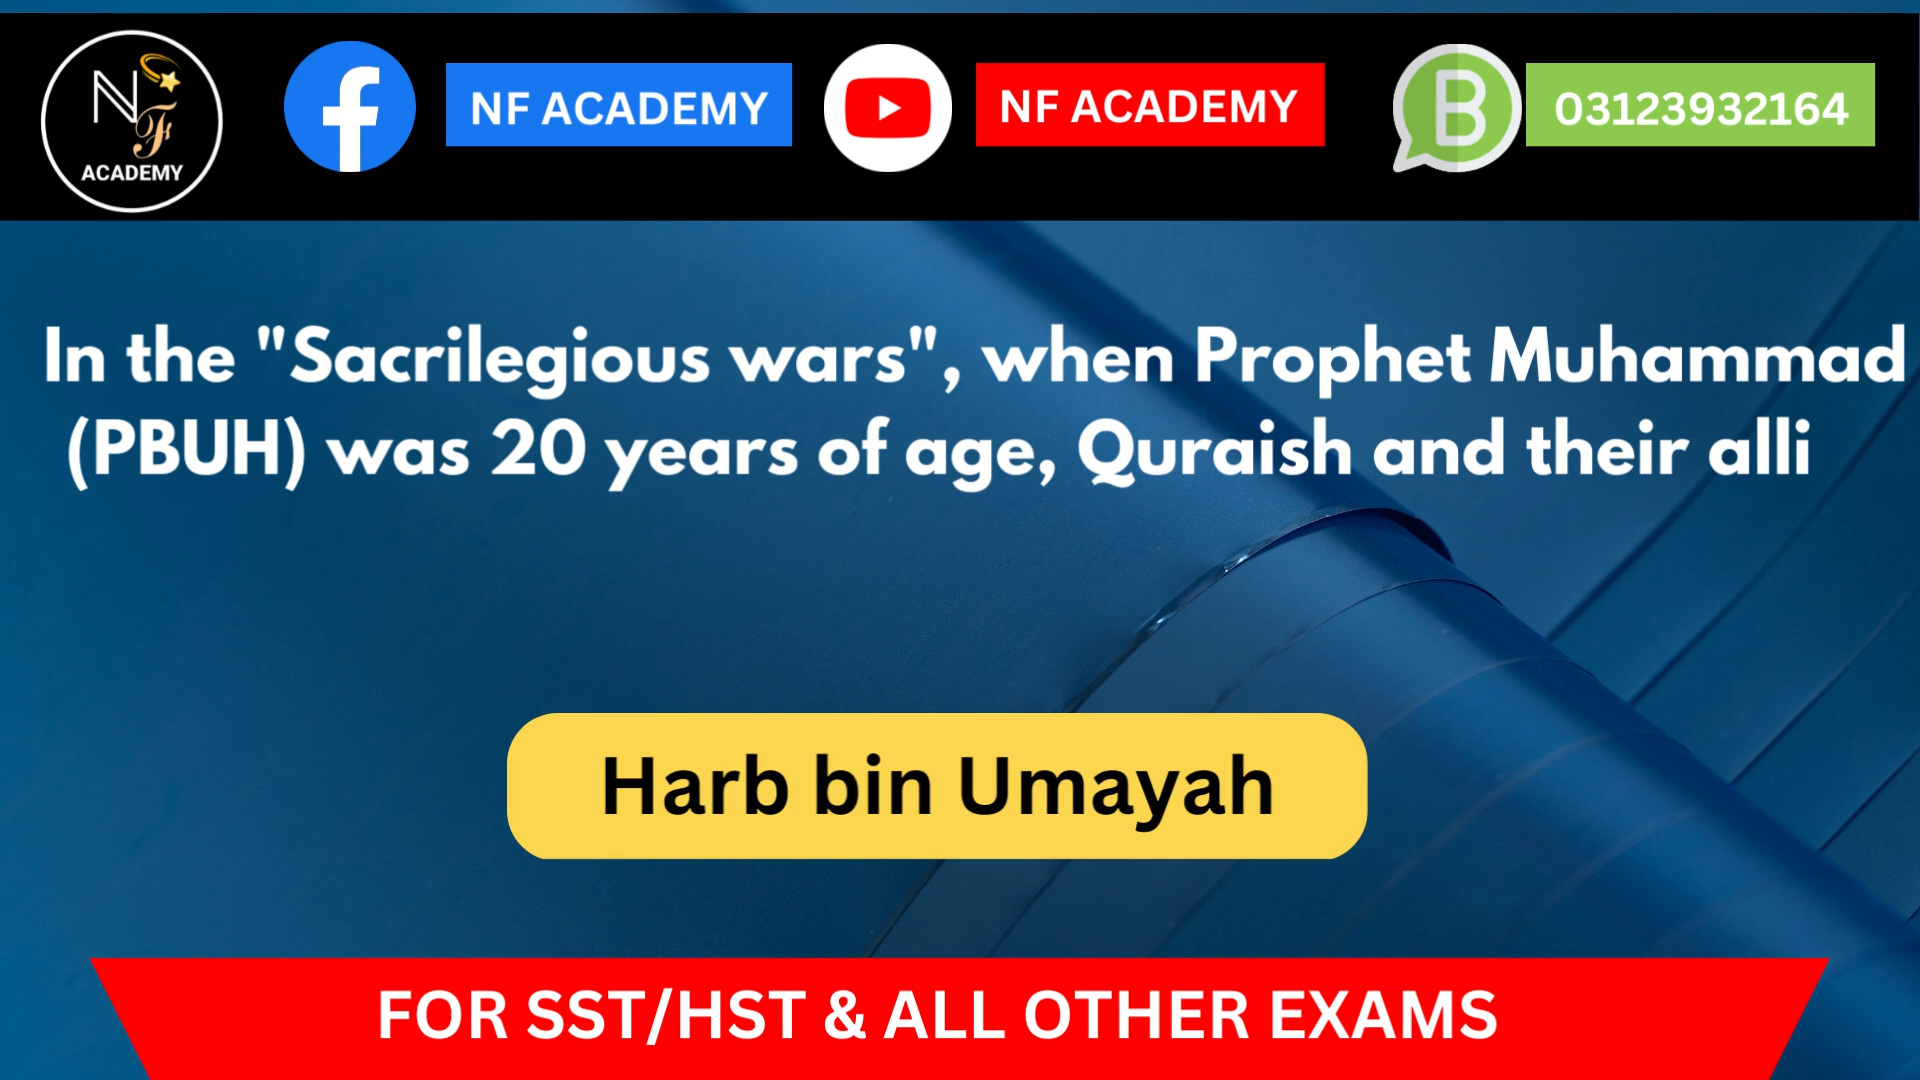 NF
ACADEMY
NF ACADEMY
NF ACADEMY
B
03123932164
In the "Sacrilegious wars", when Prophet Muhammad
(PBUH) was 20 years of age, Quraish and their alli
Harb bin Umayah
FOR SST/HST & ALL OTHER EXAMS